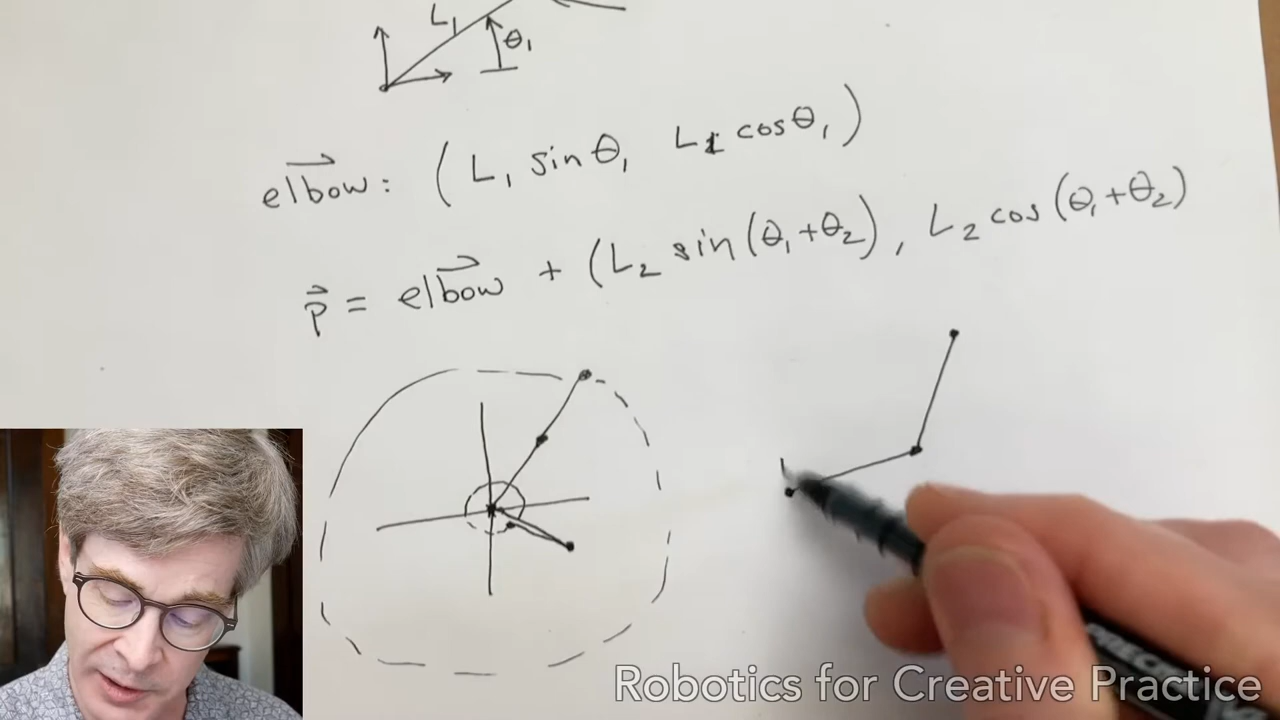 L₁
θ₁
elbow: (L₁ sin θ₁ L₁ cos θ₁)
p⃗ = elbow + (L₂ sin(θ₁+θ₂), L₂ cos(θ₁+θ₂)
Robotics for Creative Practice